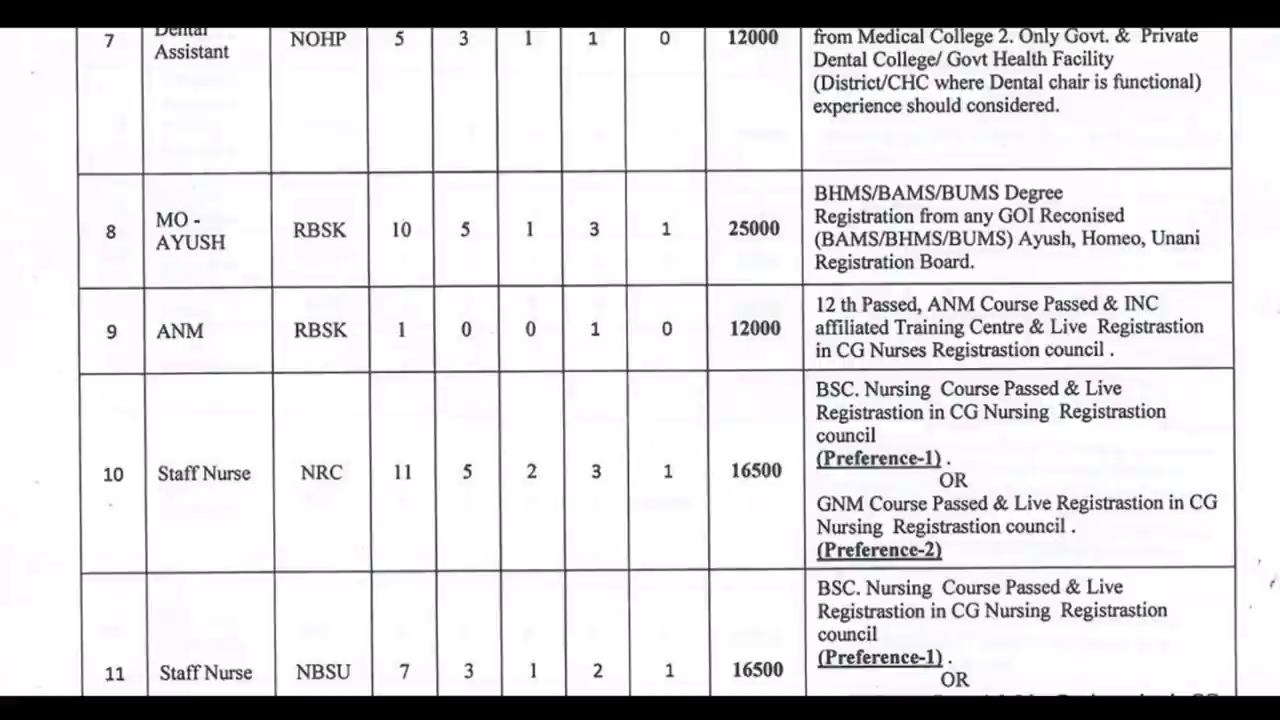 7 Dental Assistant NOHP 5 3 1 1 0 12000
from Medical College 2. Only Govt. & Private
Dental College/ Govt Health Facility
(District/CHC where Dental chair is functional)
experience should considered.
8 MO - AYUSH RBSK 10 5 1 3 1 25000
BHMS/BAMS/BUMS Degree
Registration from any GOI Reconised
(BAMS/BHMS/BUMS) Ayush, Homeo, Unani
Registration Board.
9 ANM RBSK 1 0 0 1 0 12000
12 th Passed, ANM Course Passed & INC
affiliated Training Centre & Live Registrastion
in CG Nurses Registrastion council .
10 Staff Nurse NRC 11 5 2 3 1 16500
BSC. Nursing Course Passed & Live
Registrastion in CG Nursing Registrastion
council
(Preference-1) .
OR
GNM Course Passed & Live Registrastion in CG
Nursing Registrastion council .
(Preference-2)
11 Staff Nurse NBSU 7 3 1 2 1 16500
BSC. Nursing Course Passed & Live
Registrastion in CG Nursing Registrastion
council
(Preference-1) .
OR